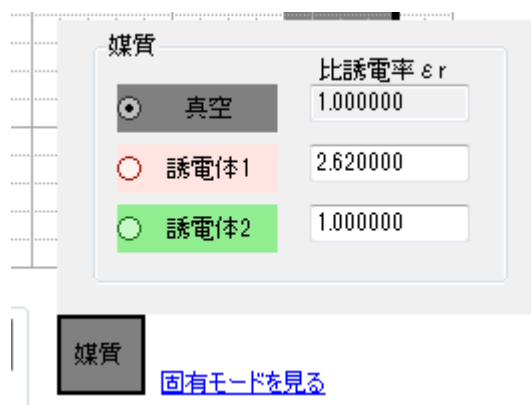 媒質
比誘電率 εr
真空 1.000000
誘電体1 2.620000
誘電体2 1.000000
媒質
固有モードを見る